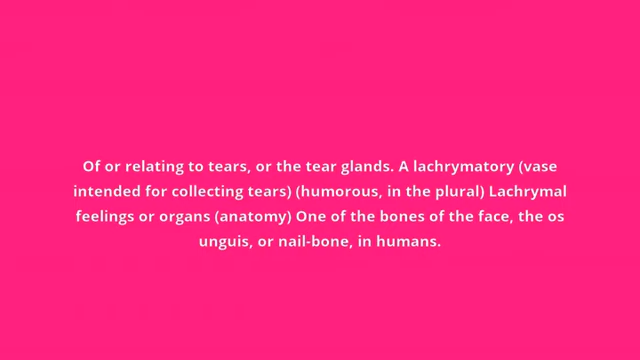 Of or relating to tears, or the tear glands. A lachrymatory (vase
intended for collecting tears) (humorous, in the plural) Lachrymal
feelings or organs (anatomy) One of the bones of the face, the os
unguis, or nail-bone, in humans.